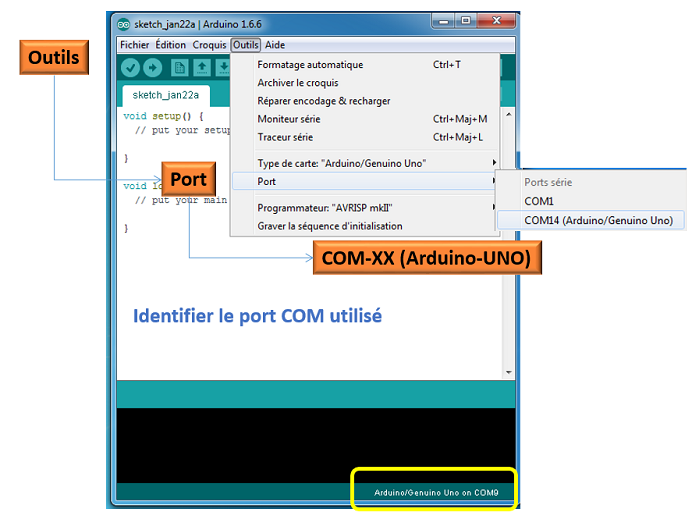 sketch_jan22a | Arduino 1.6.6
Fichier Édition Croquis Outils Aide
Outils
Formatage automatique Ctrl+T
Archiver le croquis
Réparer encodage & recharger
Moniteur série Ctrl+Maj+M
Traceur série Ctrl+Maj+L
Type de carte: "Arduino/Genuino Uno"
Port
Programmateur: "AVRISP mkII"
Graver la séquence d'initialisation
Ports série
COM1
COM14 (Arduino/Genuino Uno)
sketch_jan22a
void setup() {
// put your setup
}
Port
void lo
// put your main
}
COM-XX (Arduino-UNO)
Identifier le port COM utilisé
Arduino/Genuino Uno on COM9